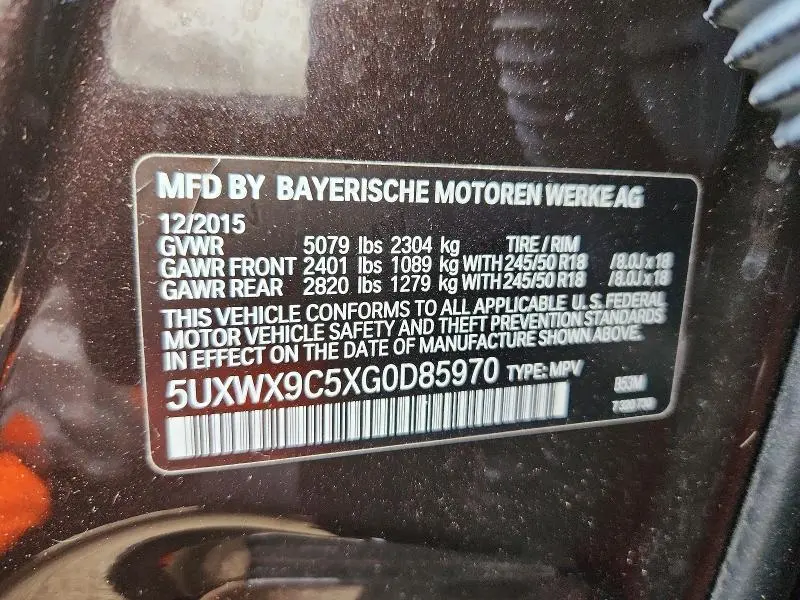 MFD BY BAYERISCHE MOTOREN WERKE AG
12/2015
GVWR 5079 lbs 2304 kg TIRE / RIM
GAWR FRONT 2401 lbs 1089 kg WITH 245/50 R18 / 8.0J x 18
GAWR REAR 2820 lbs 1279 kg WITH 245/50 R18 / 8.0J x 18
THIS VEHICLE CONFORMS TO ALL APPLICABLE U. S. FEDERAL
MOTOR VEHICLE SAFETY AND THEFT PREVENTION STANDARDS
IN EFFECT ON THE DATE OF MANUFACTURE SHOWN ABOVE.
5UXWX9C5XG0D85970 TYPE: MPV